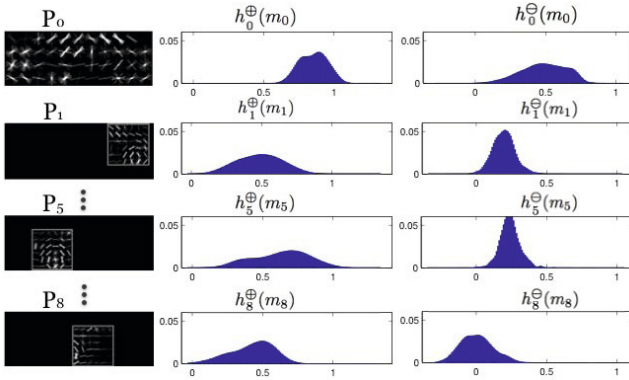 P₀ h₀^⊕(m₀) h₀^⊖(m₀)
0.05 0.05
0 0
0 0.5 1 0 0.5 1
P₁ h₁^⊕(m₁) h₁^⊖(m₁)
0.05 0.05
0 0
0 0.5 1 0 0.5 1
P₅ h₅^⊕(m₅) h₅^⊖(m₅)
0.05 0.05
0 0
0 0.5 1 0 0.5 1
P₈ h₈^⊕(m₈) h₈^⊖(m₈)
0.05 0.05
0 0
0 0.5 1 0 0.5 1